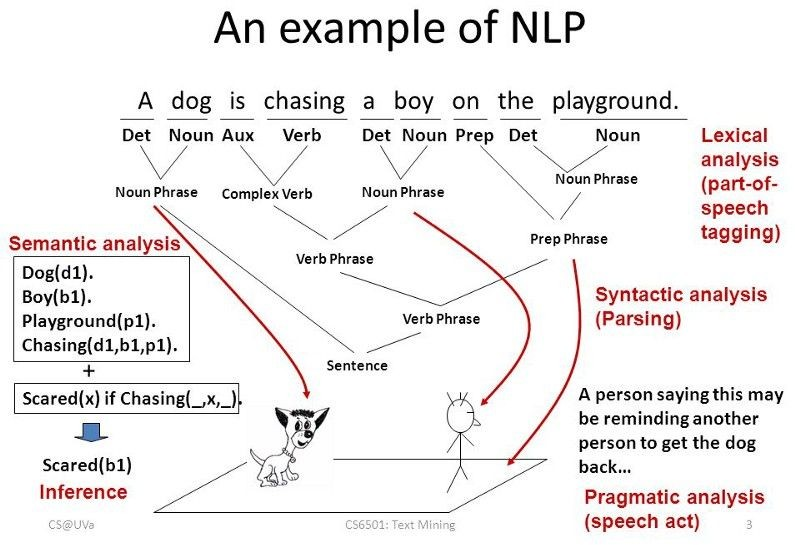 An example of NLP
A dog is chasing a boy on the playground.
Det Noun Aux Verb Det Noun Prep Det Noun
Lexical
analysis
(part-of-
speech
tagging)
Noun Phrase Complex Verb Noun Phrase Noun Phrase
Prep Phrase
Verb Phrase
Semantic analysis
Dog(d1).
Boy(b1).
Playground(p1).
Chasing(d1,b1,p1).
+
Scared(x) if Chasing(_,x,_).
Scared(b1)
Inference
Syntactic analysis
(Parsing)
Verb Phrase
Sentence
A person saying this may
be reminding another
person to get the dog
back…
Pragmatic analysis
(speech act)
CS@UVa
CS6501: Text Mining
3